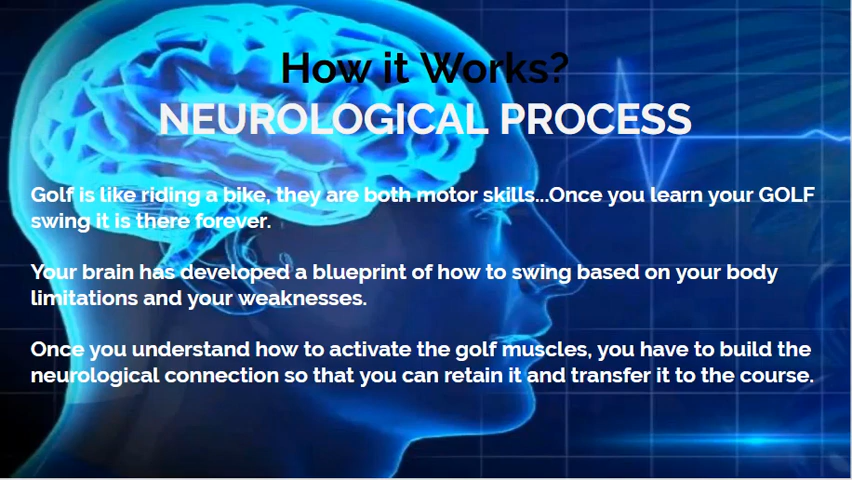 How it Works?
NEUROLOGICAL PROCESS
Golf is like riding a bike, they are both motor skills...Once you learn your GOLF
swing it is there forever.
Your brain has developed a blueprint of how to swing based on your body
limitations and your weaknesses.
Once you understand how to activate the golf muscles, you have to build the
neurological connection so that you can retain it and transfer it to the course.